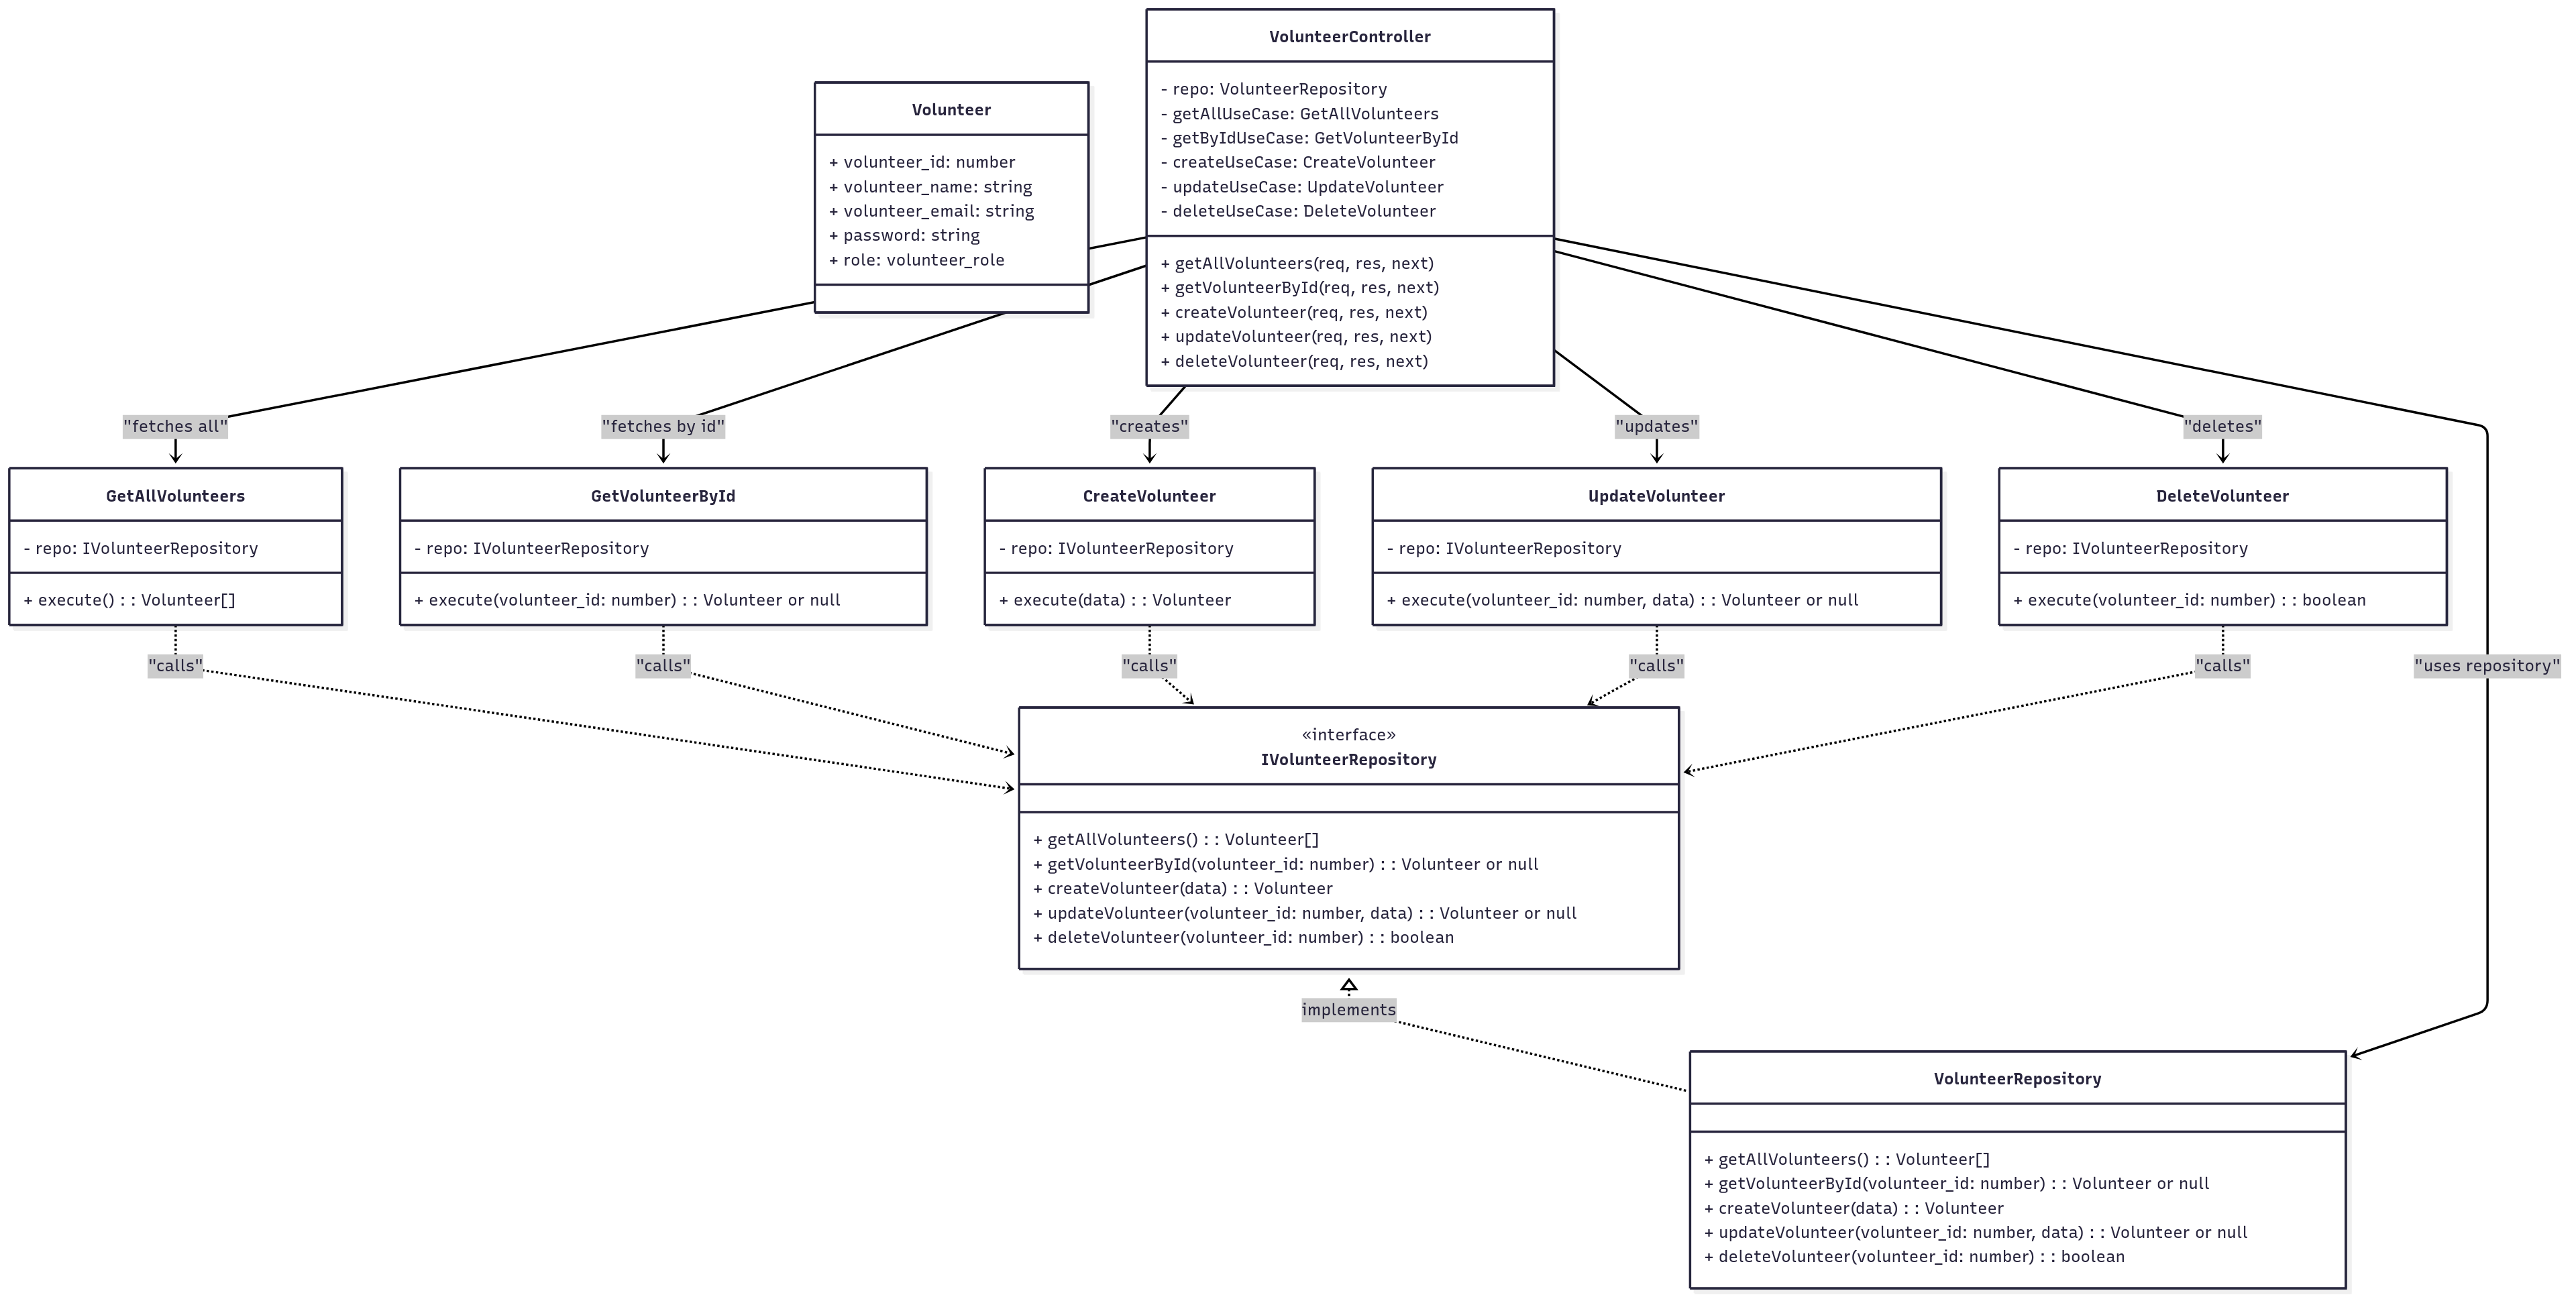 VolunteerController
- repo: VolunteerRepository
- getAllUseCase: GetAllVolunteers
- getByIdUseCase: GetVolunteerById
- createUseCase: CreateVolunteer
- updateUseCase: UpdateVolunteer
- deleteUseCase: DeleteVolunteer
+ getAllVolunteers(req, res, next)
+ getVolunteerById(req, res, next)
+ createVolunteer(req, res, next)
+ updateVolunteer(req, res, next)
+ deleteVolunteer(req, res, next)
Volunteer
+ volunteer_id: number
+ volunteer_name: string
+ volunteer_email: string
+ password: string
+ role: volunteer_role
"fetches all"
"fetches by id"
"creates"
"updates"
"deletes"
GetAllVolunteers
- repo: IVolunteerRepository
+ execute() : : Volunteer[]
GetVolunteerById
- repo: IVolunteerRepository
+ execute(volunteer_id: number) : : Volunteer or null
CreateVolunteer
- repo: IVolunteerRepository
+ execute(data) : : Volunteer
UpdateVolunteer
- repo: IVolunteerRepository
+ execute(volunteer_id: number, data) : : Volunteer or null
DeleteVolunteer
- repo: IVolunteerRepository
+ execute(volunteer_id: number) : : boolean
"calls"
"calls"
"calls"
"calls"
"calls"
"uses repository"
«interface»
IVolunteerRepository
+ getAllVolunteers() : : Volunteer[]
+ getVolunteerById(volunteer_id: number) : : Volunteer or null
+ createVolunteer(data) : : Volunteer
+ updateVolunteer(volunteer_id: number, data) : : Volunteer or null
+ deleteVolunteer(volunteer_id: number) : : boolean
implements
VolunteerRepository
+ getAllVolunteers() : : Volunteer[]
+ getVolunteerById(volunteer_id: number) : : Volunteer or null
+ createVolunteer(data) : : Volunteer
+ updateVolunteer(volunteer_id: number, data) : : Volunteer or null
+ deleteVolunteer(volunteer_id: number) : : boolean